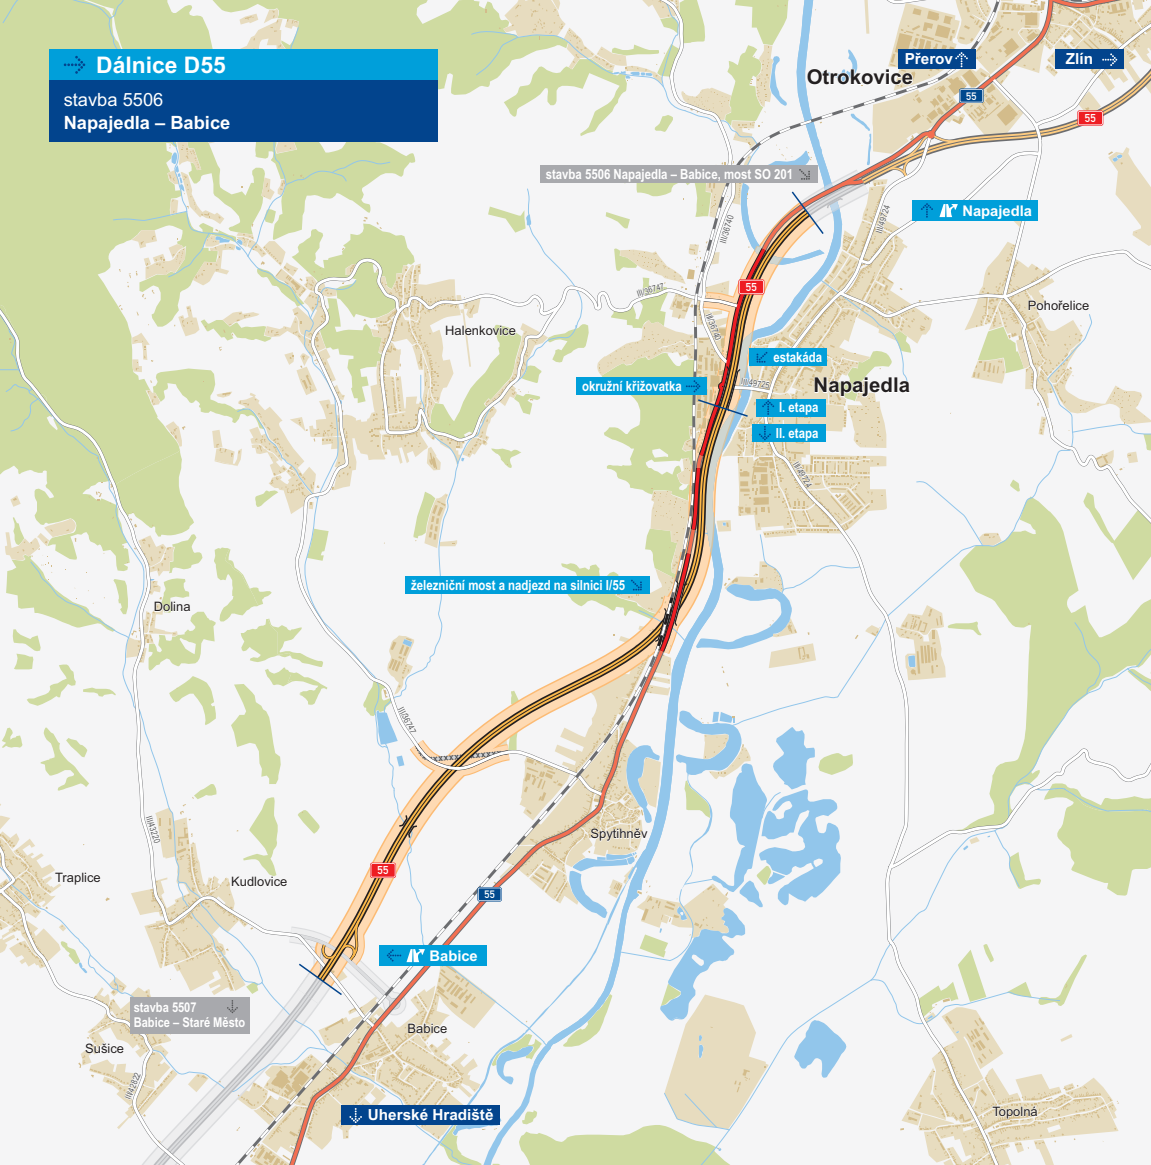 Dálnice D55
stavba 5506
Napajedla – Babice
Přerov
Zlín
Otrokovice
55
55
stavba 5506 Napajedla – Babice, most SO 201
Napajedla
III/49724
III/36740
55
III/36747
Pohořelice
III/36740
Halenkovice
estakáda
okružní křižovatka
III/49725
Napajedla
I. etapa
II. etapa
III/49724
železniční most a nadjezd na silnici I/55
Dolina
III/36747
III/43220
Spytihněv
55
Traplice
Kudlovice
55
Babice
stavba 5507
Babice – Staré Město
Babice
Sušice
III/42822
Uherské Hradiště
Topolná